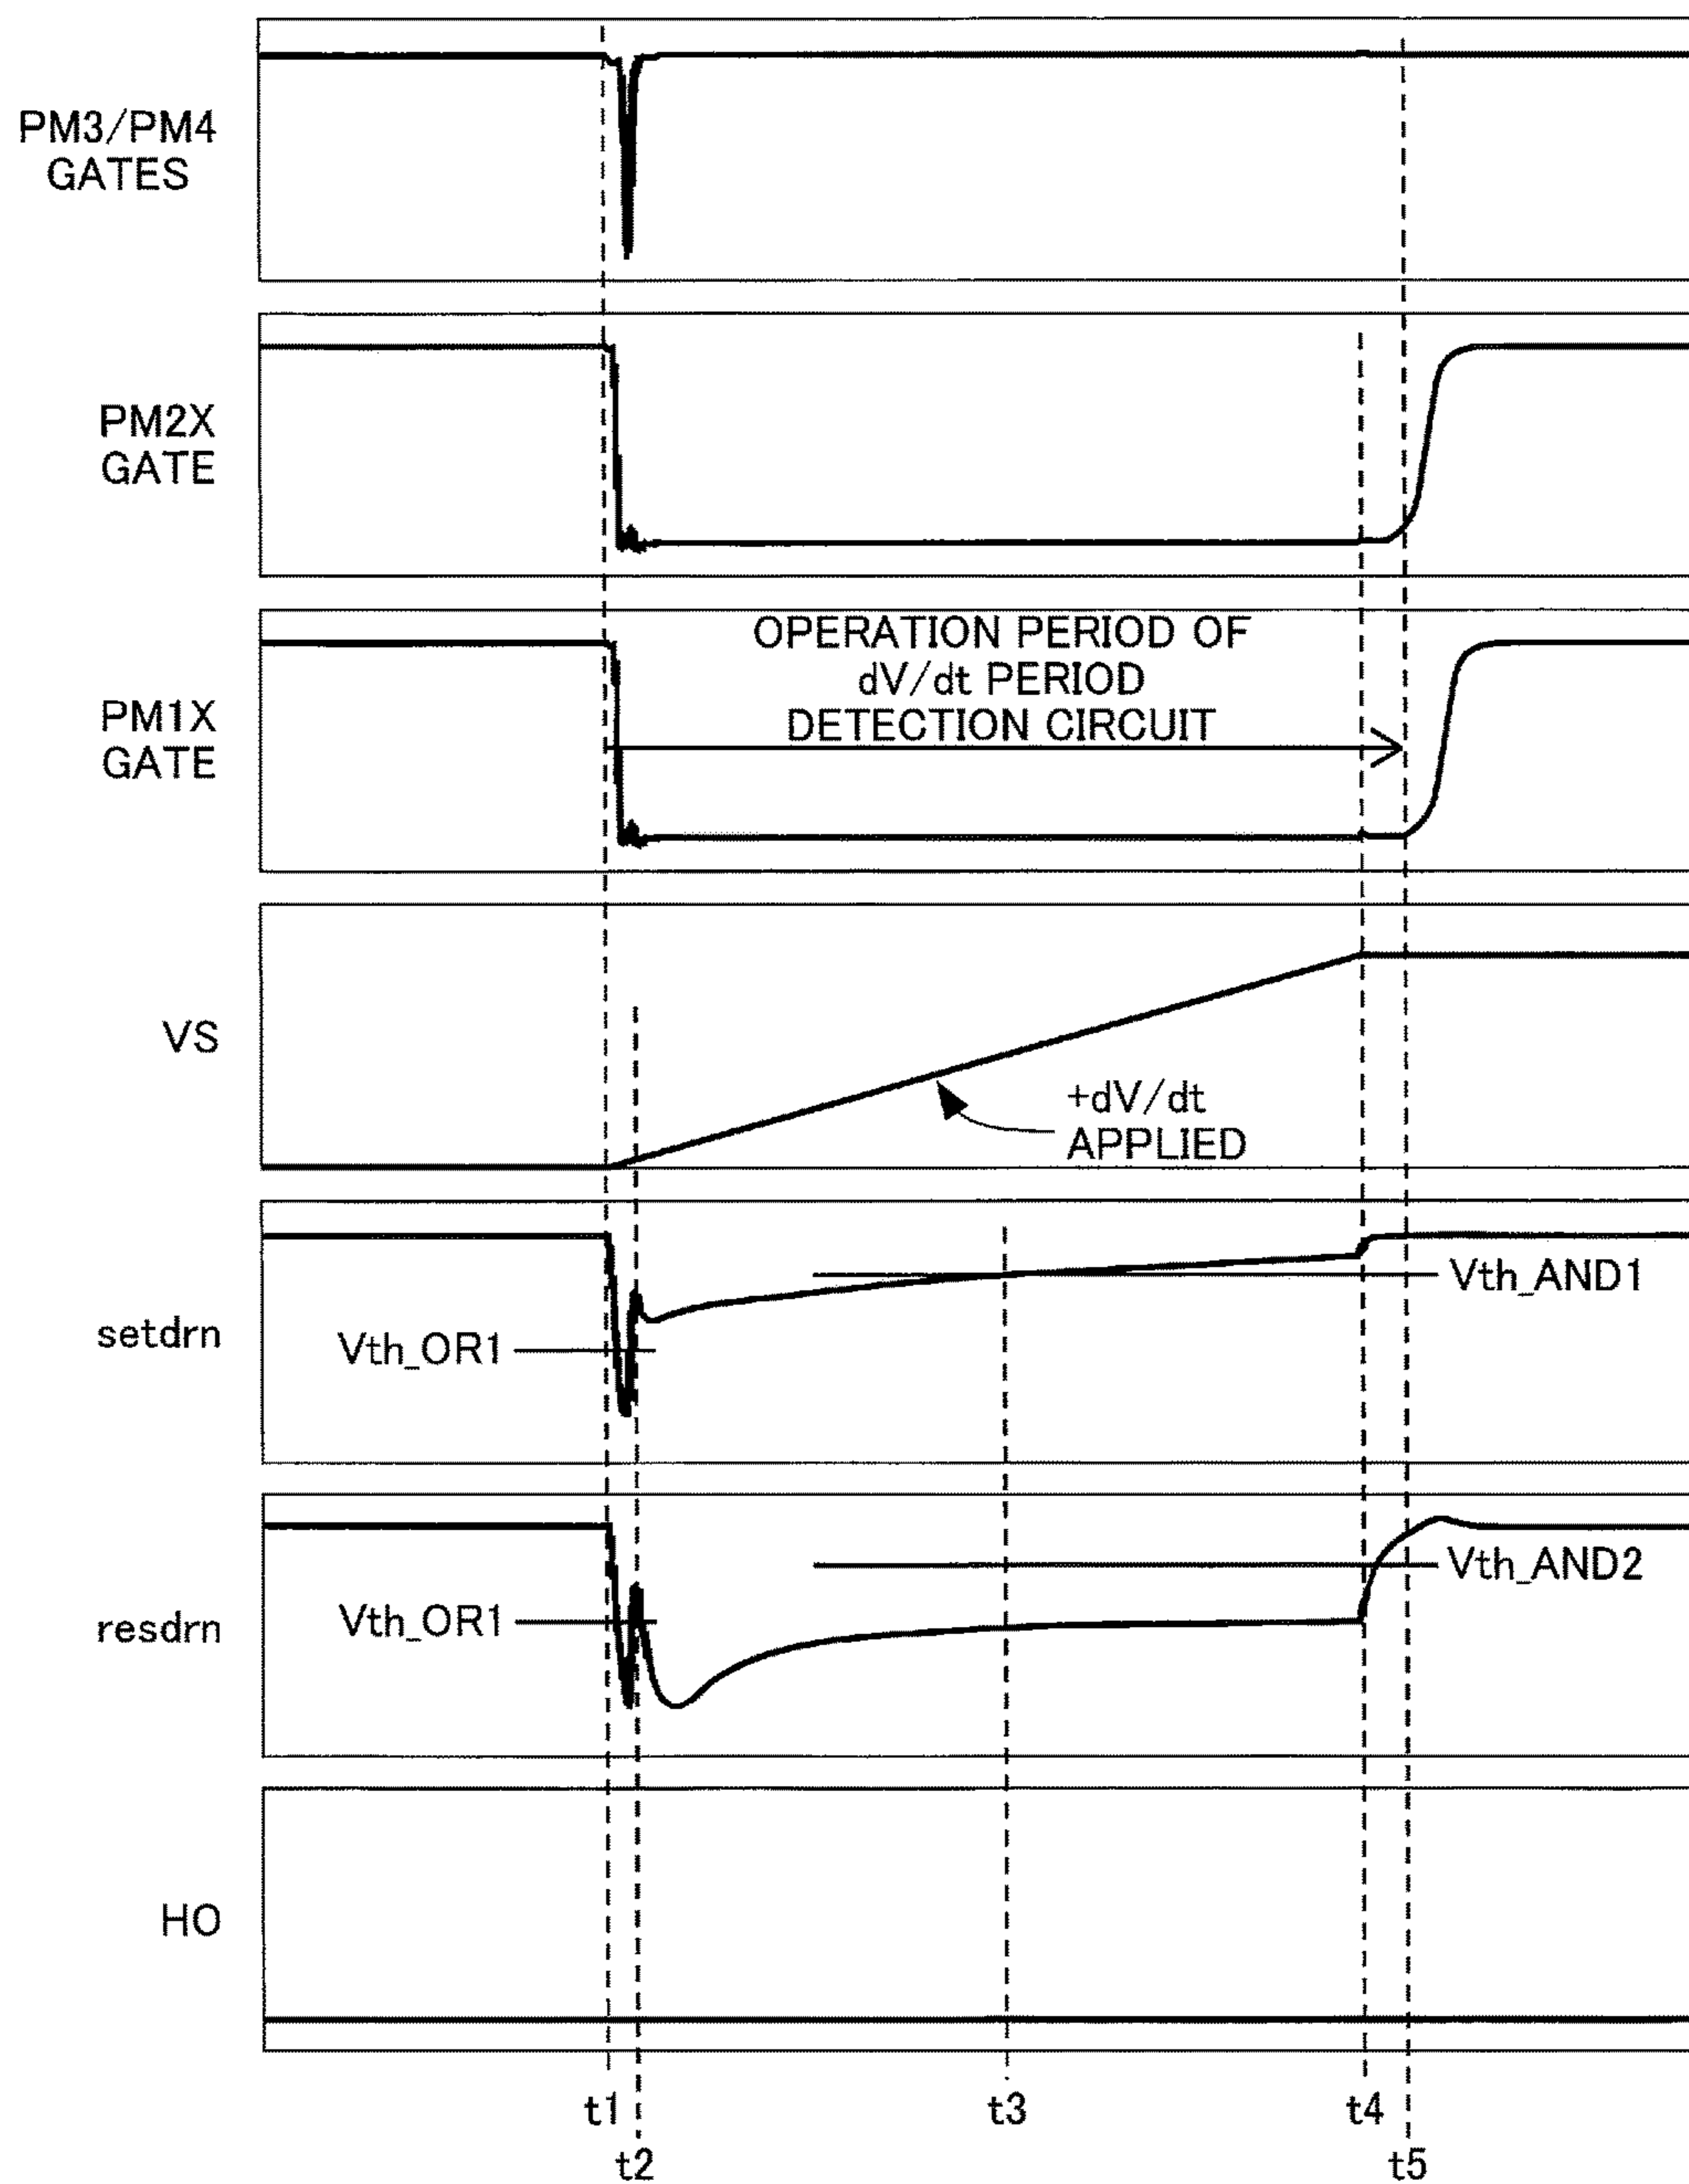 PM3/PM4
GATES
PM2X
GATE
OPERATION PERIOD OF
dV/dt PERIOD
DETECTION CIRCUIT
PM1X
GATE
VS
+dV/dt
APPLIED
setdrn
Vth_OR1
Vth_AND1
resdrn
Vth_OR1
Vth_AND2
HO
t1
t2
t3
t4
t5